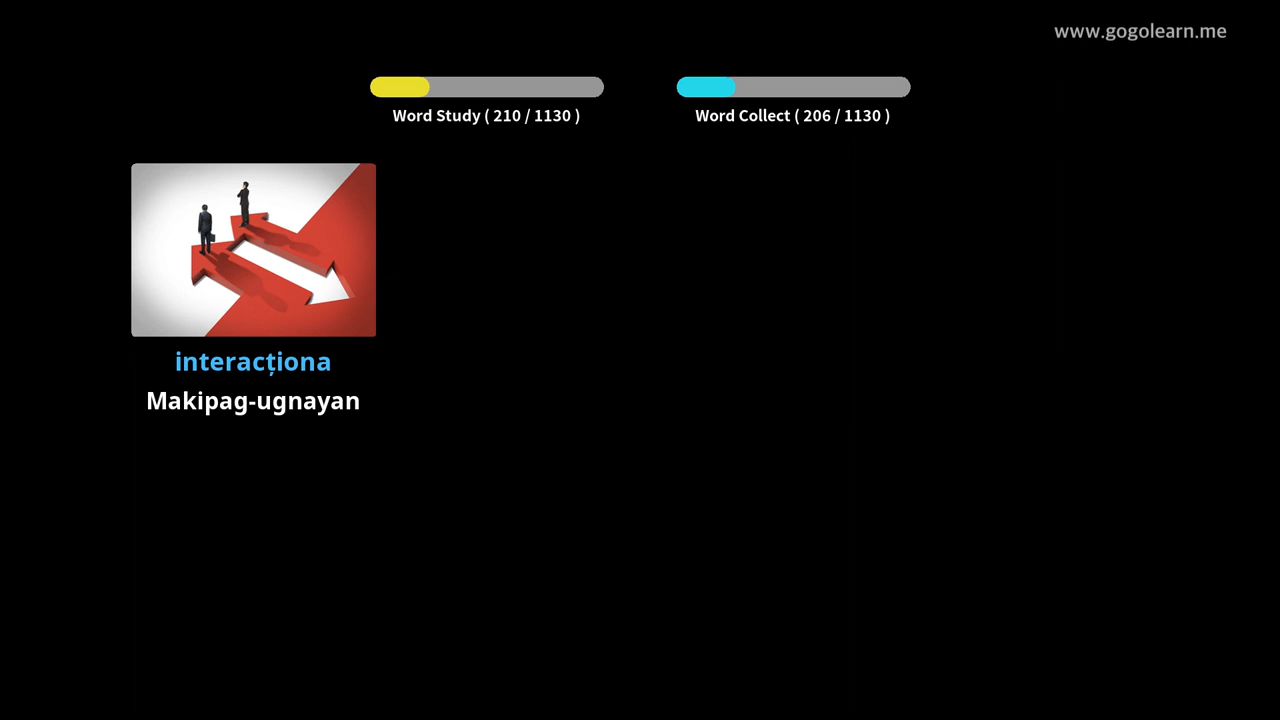 www.gogolearn.me
Word Study ( 210 / 1130 )
Word Collect ( 206 / 1130 )
interacționa
Makipag-ugnayan